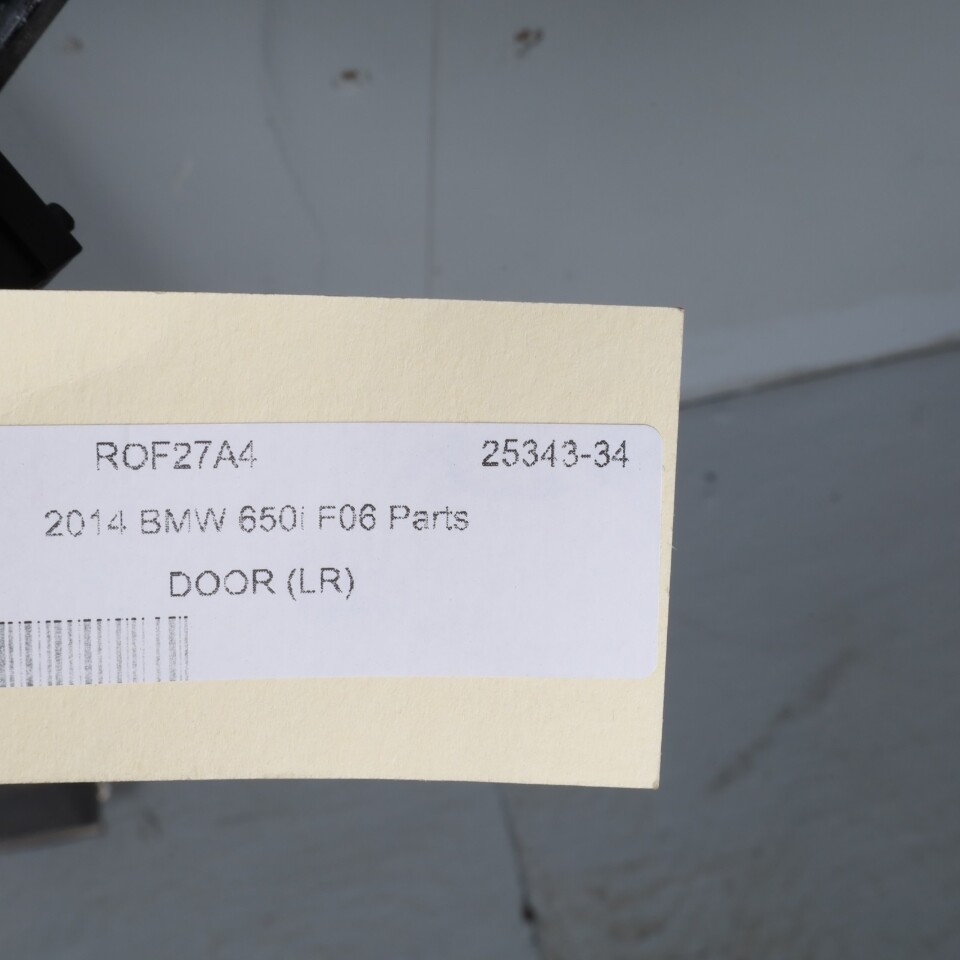 ROF27A4 25343-34
2014 BMW 650i F06 Parts
DOOR (LR)